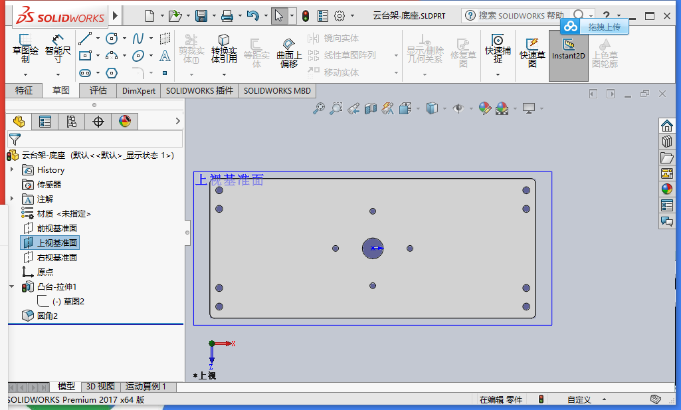 SOLIDWORKS
云台架-底座.SLDPRT
搜索 SOLIDWORKS 帮助
拖拽上传
草图绘制
智能尺寸
剪裁实体(I)
转换实体引用
等距实体
曲面上偏移
镜向实体
线性草图阵列
移动实体
显示/删除几何关系
修复草图
快速捕捉
快速草图
Instant2D
上色草图轮廓
特征
草图
评估
DimXpert
SOLIDWORKS 插件
SOLIDWORKS MBD
云台架-底座 (默认<<默认>_显示状态 1>)
History
传感器
注解
材质 <未指定>
前视基准面
上视基准面
右视基准面
原点
凸台-拉伸1
(-) 草图2
圆角2
上视基准面
X
Z
*上视
模型
3D 视图
运动算例 1
SOLIDWORKS Premium 2017 x64 版
在编辑 零件
自定义